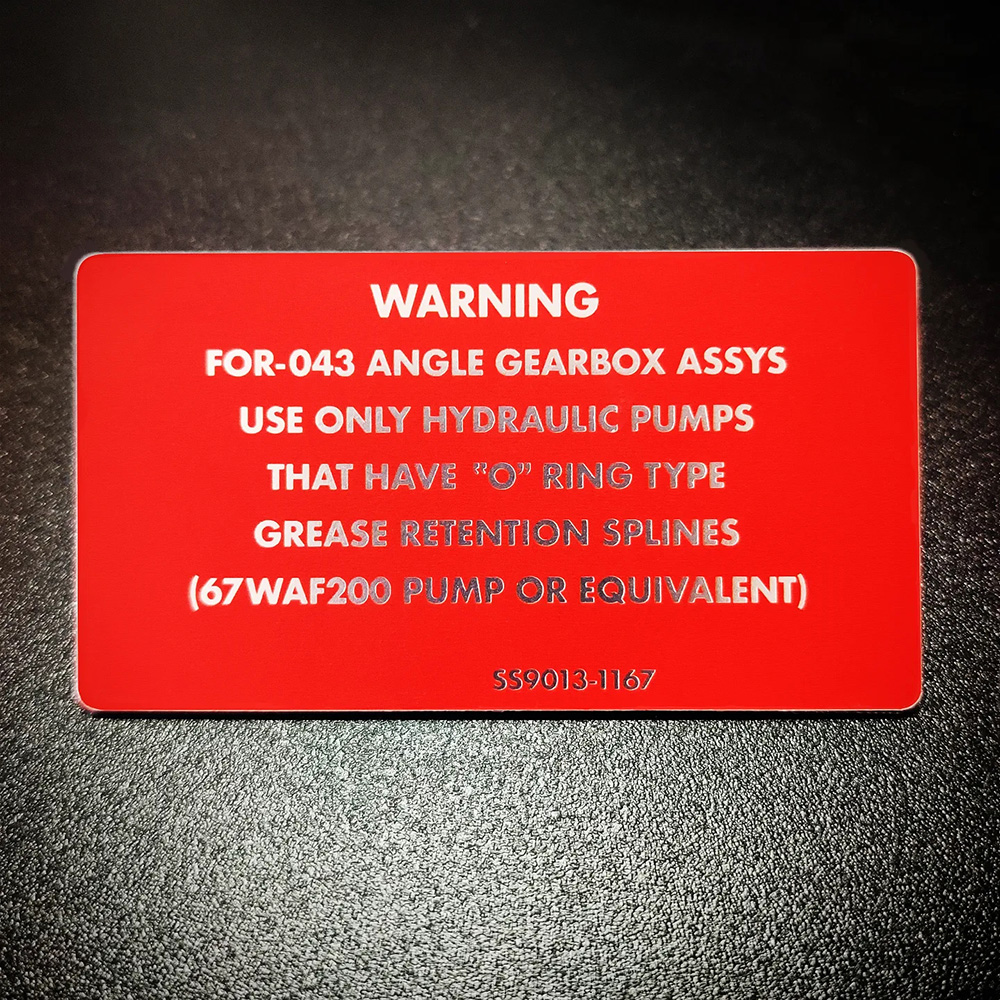 WARNING
FOR-043 ANGLE GEARBOX ASSYS
USE ONLY HYDRAULIC PUMPS
THAT HAVE "O" RING TYPE
GREASE RETENTION SPLINES
(67WAF200 PUMP OR EQUIVALENT)
SS9013-1167